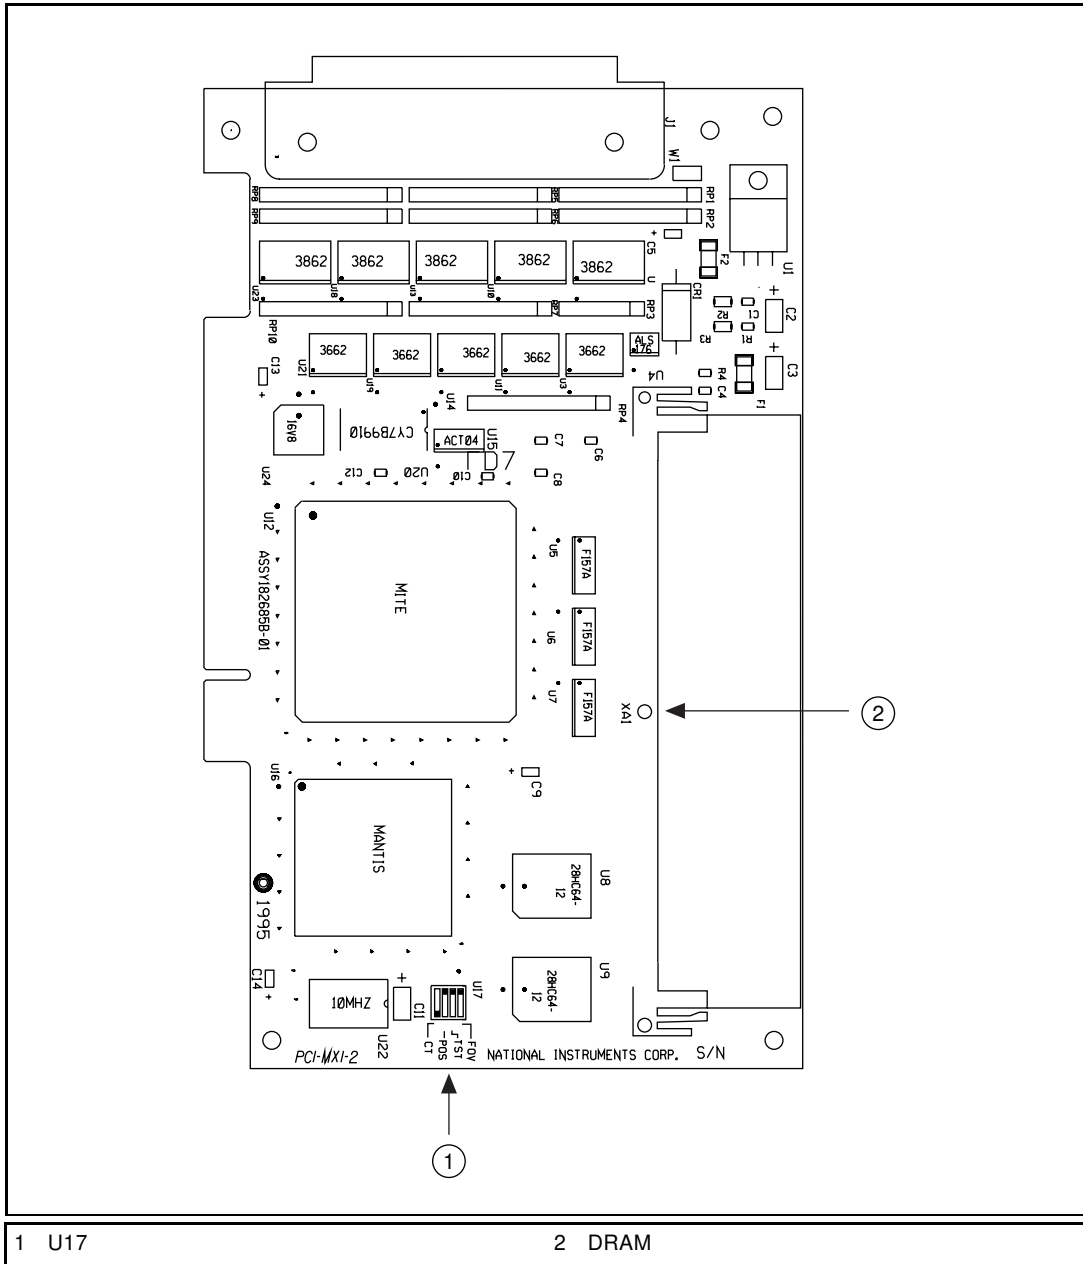 J1
W1
RP8
RP5
RP1
RP9
RP6
RP2
+
3862
3862
3862
3862
3862
C5
U
F2
U1
U23
U18
U13
U10
CR1
RP7
RP3
RP10
R2
C1
+
C2
R3
R1
3662
3662
3662
3662
3662
ALS
176
C13
+
U21
U19
U11
U3
U4
R4
C4
F1
+
C3
U14
RP4
16V8
CY7B9910
ACT04
U15
C7
C6
U24
C12
U20
C10
C8
U12
ASSY182685B-01
MITE
U5
F157A
U6
F157A
U7
F157A
XA1
2
U16
+
C9
MANTIS
1995
28HC64-
12
U8
28HC64-
12
U9
C14
+
10MHZ
U22
+
C11
U17
CT
POS
TST
FOV
PCI-MXI-2
NATIONAL INSTRUMENTS CORP.
S/N
1
1 U17
2 DRAM